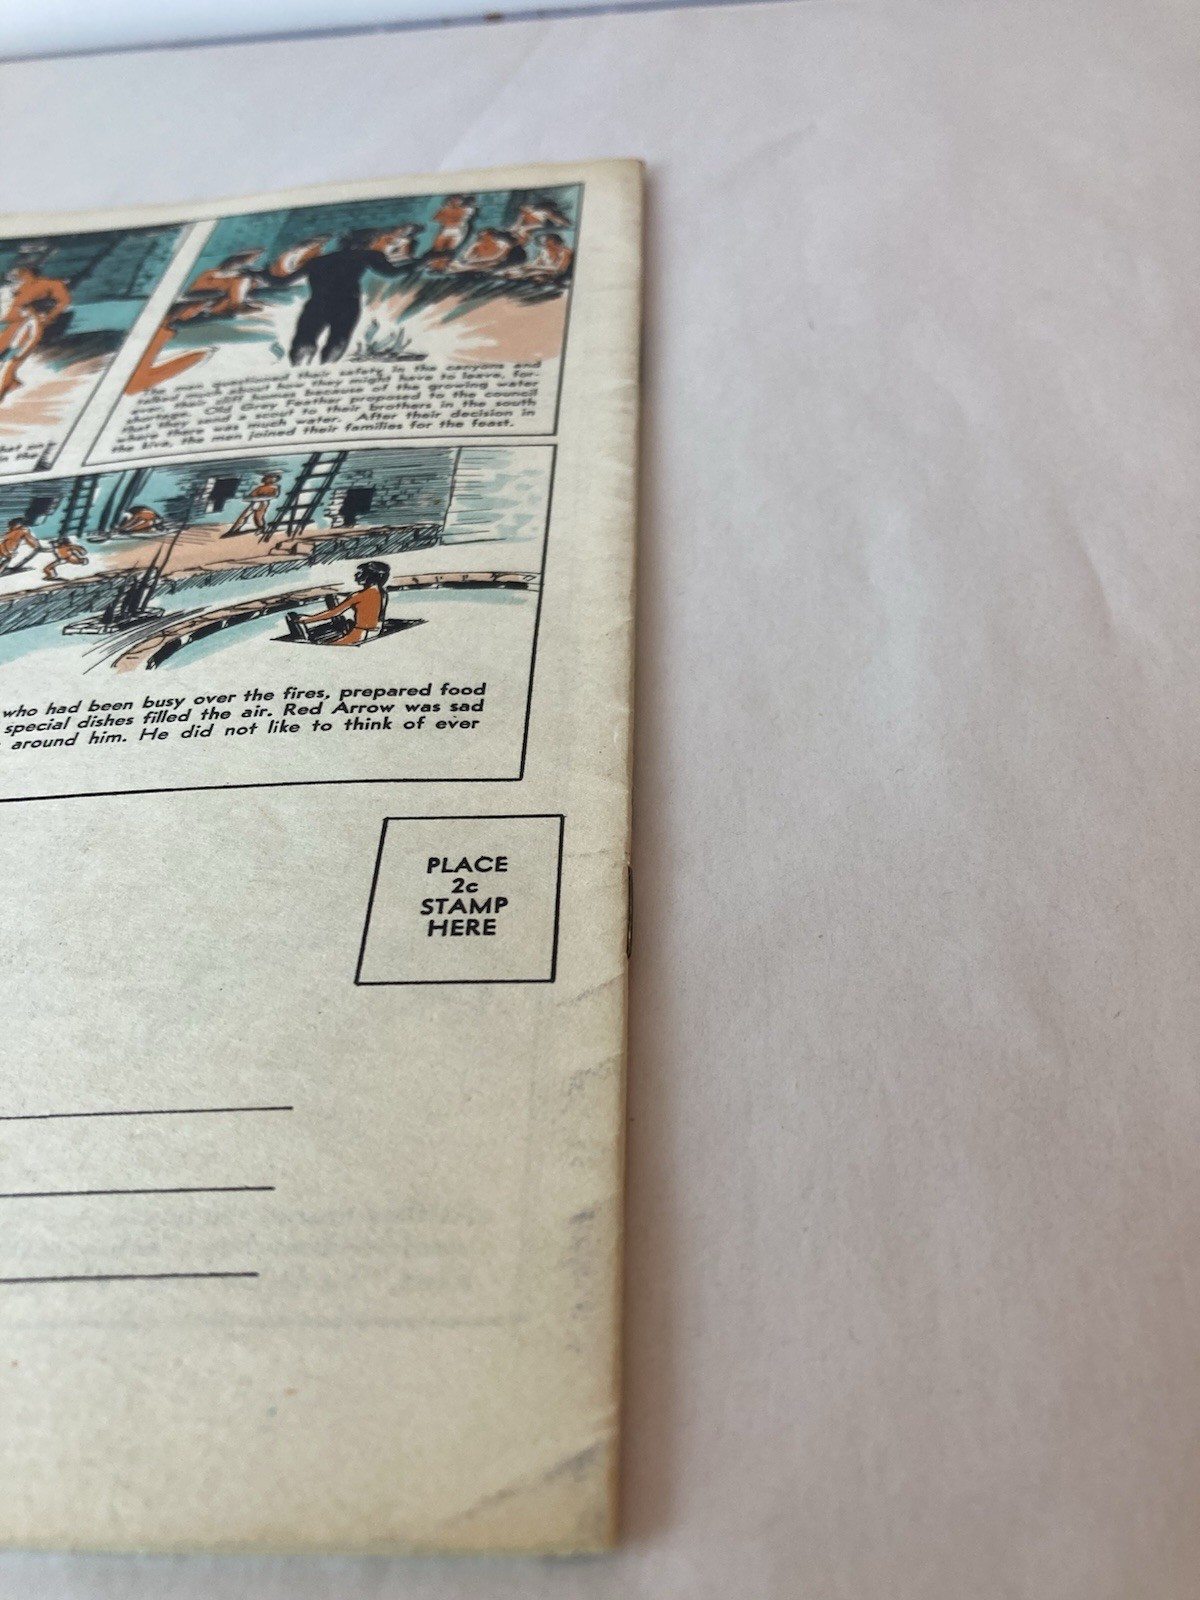 The men questioned their safety in the canyons and
talked much about how they might have to leave, for-
ever, their cliff homes because of the growing water
shortage. Old Grey Feather proposed to the council
that they send a scout to their brothers in the south
where there was much water. After their decision in
the kiva, the men joined their families for the feast.
who had been busy over the fires, prepared food
special dishes filled the air. Red Arrow was sad
around him. He did not like to think of ever
PLACE
2c
STAMP
HERE